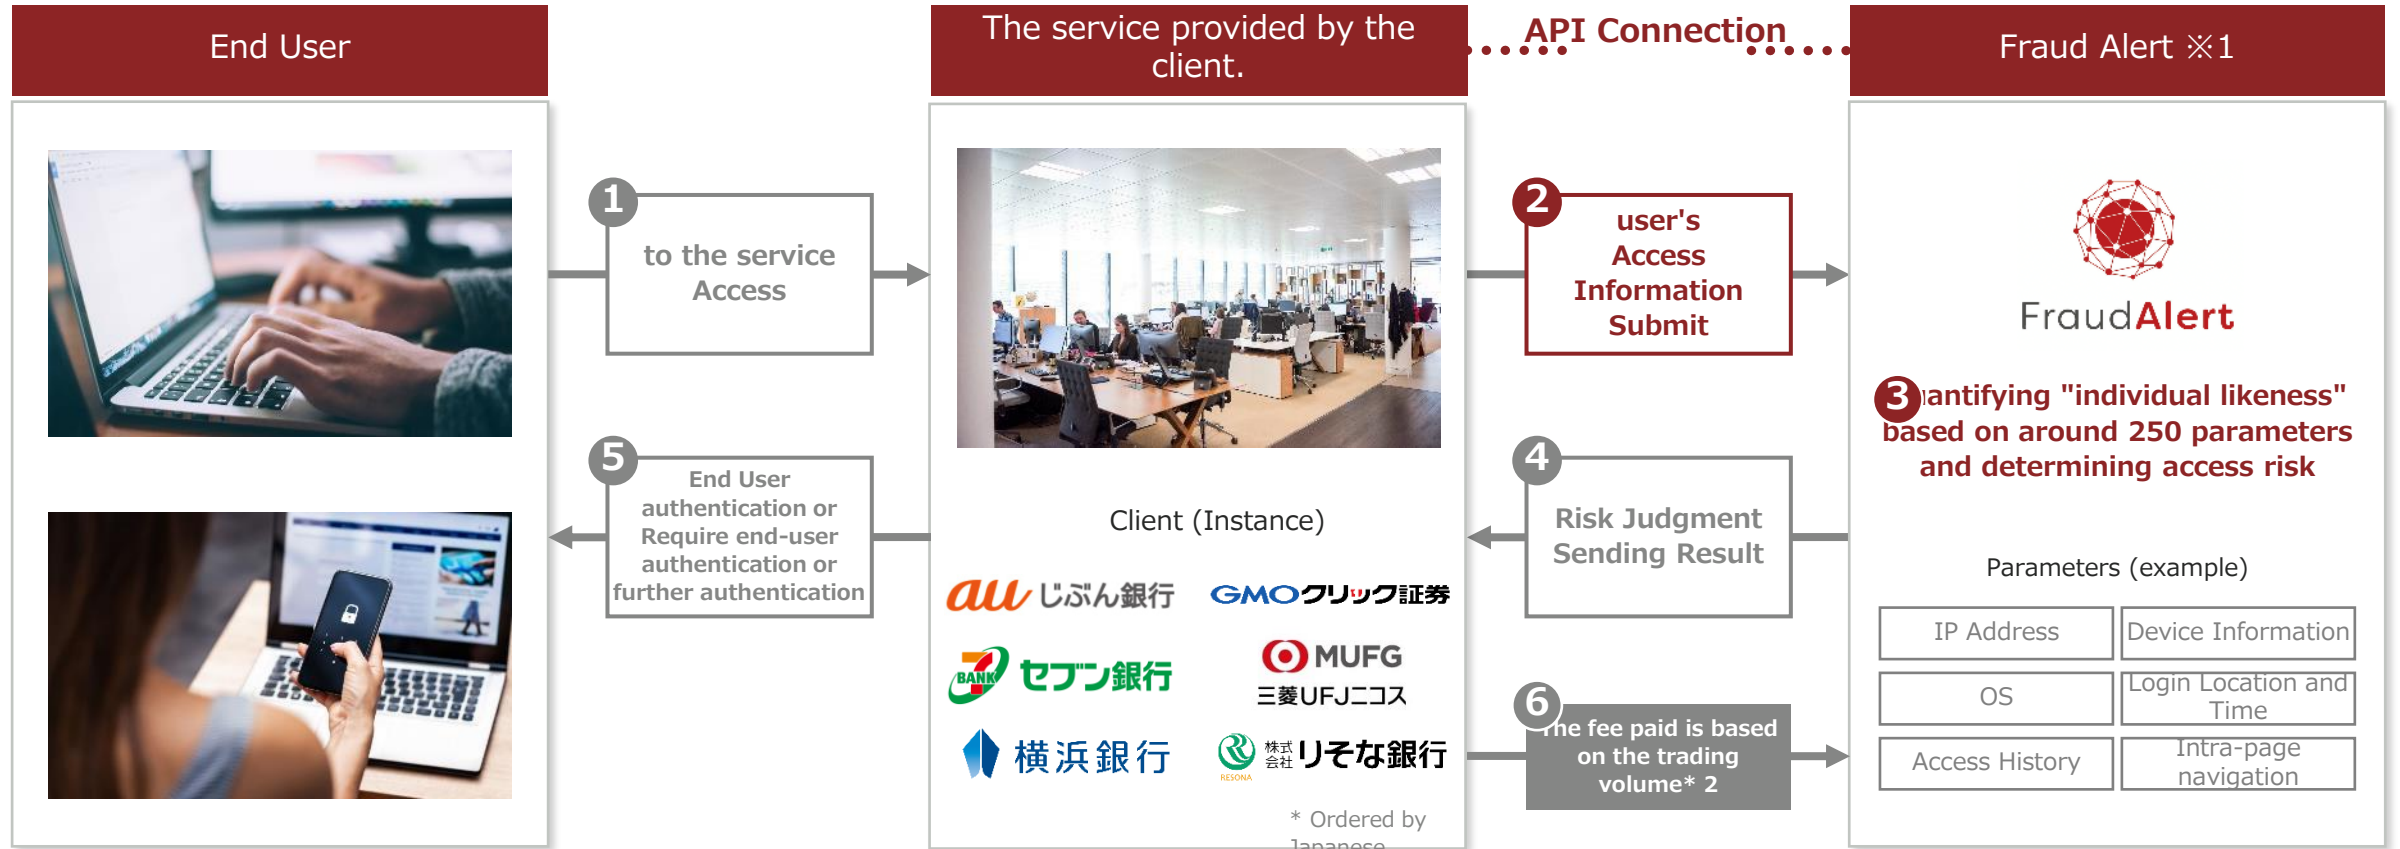 End User
The service provided by the
client.
API Connection
Fraud Alert ※1
1
to the service
Access
2
user's
Access
Information
Submit
FraudAlert
3
uantifying "individual likeness"
based on around 250 parameters
and determining access risk
5
End User
authentication or
Require end-user
authentication or
further authentication
Client (Instance)
4
Risk Judgment
Sending Result
Parameters (example)
au じぶん銀行
GMOクリック証券
IP Address
Device Information
7
BANK
セブン銀行
MUFG
三菱UFJニコス
OS
Login Location and
Time
横浜銀行
RESONA
株式
会社
りそな銀行
6
The fee paid is based
on the trading
volume* 2
Access History
Intra-page
navigation
* Ordered by
Japanese